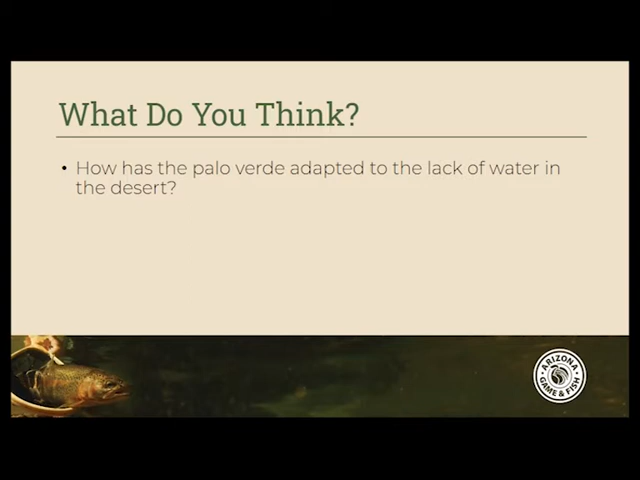 What Do You Think?
• How has the palo verde adapted to the lack of water in
the desert?
ARIZONA
GAME & FISH